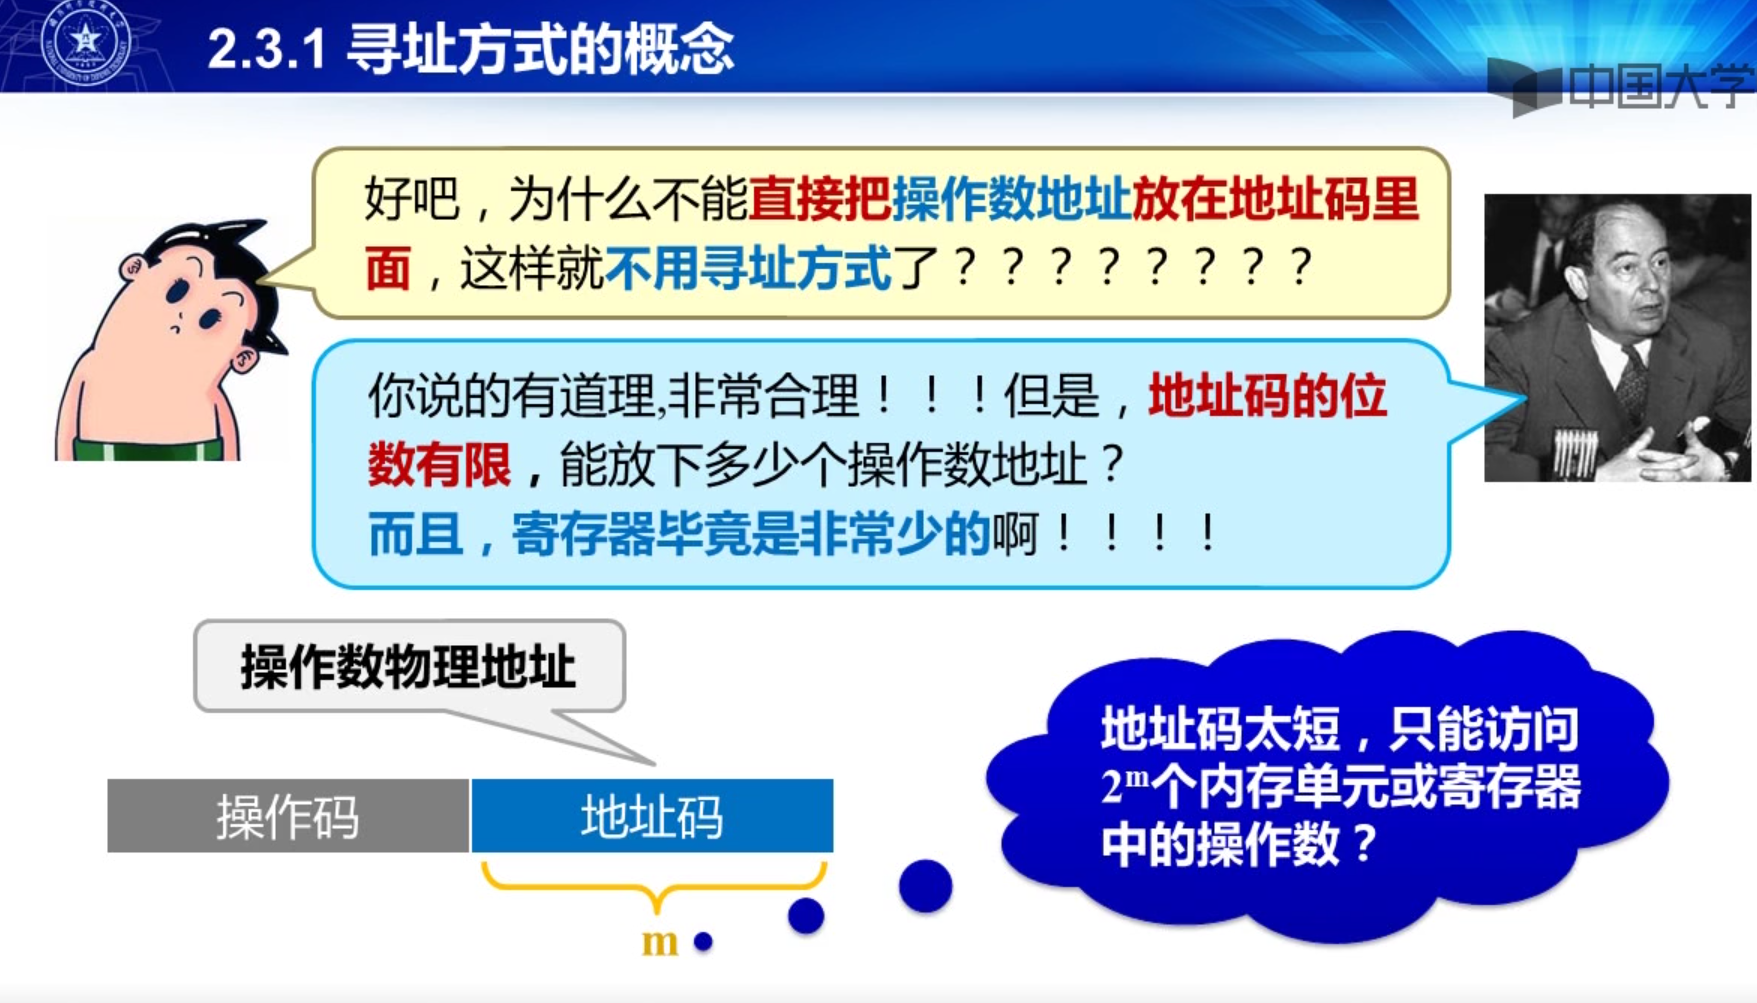 2.3.1 寻址方式的概念
中国大学
好吧，为什么不能直接把操作数地址放在地址码里
面，这样就不用寻址方式了？？？？？？？？
你说的有道理,非常合理！！！但是，地址码的位
数有限，能放下多少个操作数地址？
而且，寄存器毕竟是非常少的啊！！！！
操作数物理地址
操作码
地址码
m
地址码太短，只能访问
2ᵐ个内存单元或寄存器
中的操作数？